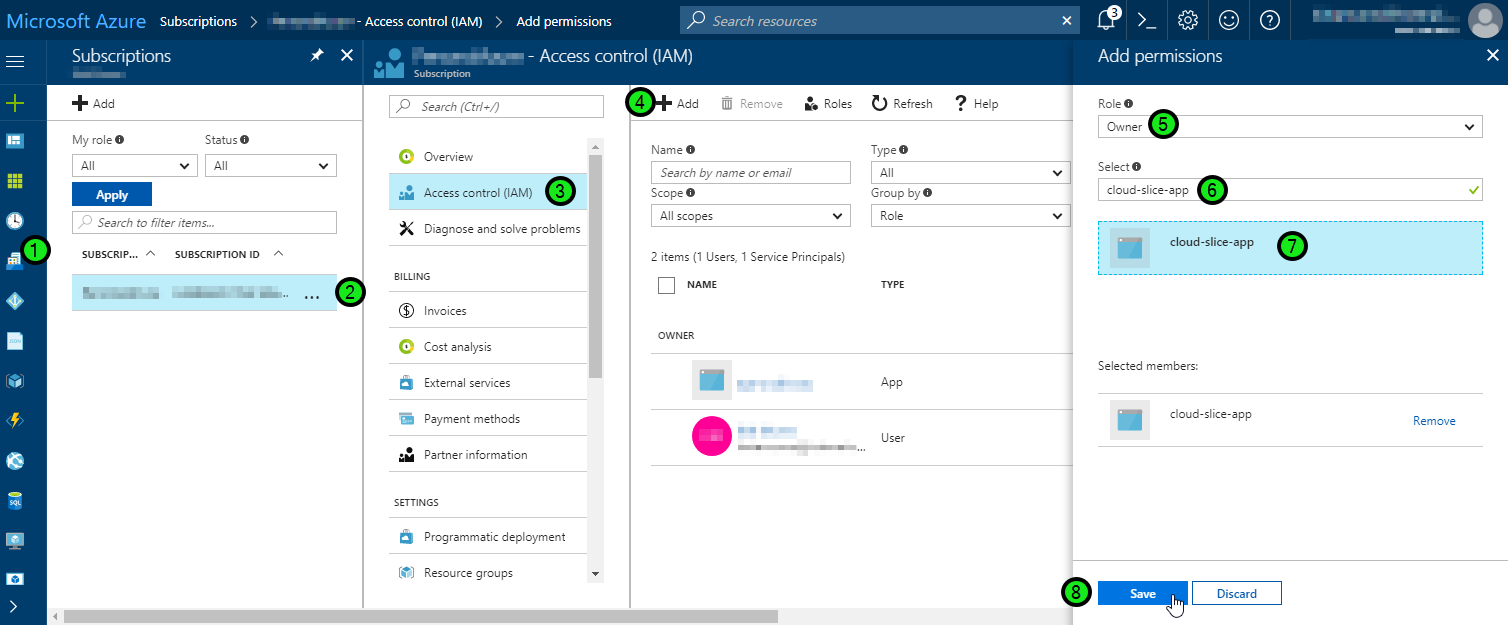 Microsoft Azure
Subscriptions > - Access control (IAM) > Add permissions
Search resources
3
Subscriptions
+ Add
My role
Status
All
All
Apply
Search to filter items...
SUBSCRIP...
SUBSCRIPTION ID
1
...
2
- Access control (IAM)
Subscription
Search (Ctrl+/)
Overview
Access control (IAM)
3
Diagnose and solve problems
BILLING
Invoices
Cost analysis
External services
Payment methods
Partner information
SETTINGS
Programmatic deployment
Resource groups
4
+ Add
Remove
Roles
Refresh
? Help
Name
Type
Search by name or email
All
Scope
Group by
All scopes
Role
2 items (1 Users, 1 Service Principals)
NAME
TYPE
OWNER
App
User
...
Add permissions
Role
Owner
5
Select
cloud-slice-app
6
cloud-slice-app
7
Selected members:
cloud-slice-app
Remove
8
Save
Discard
SQL